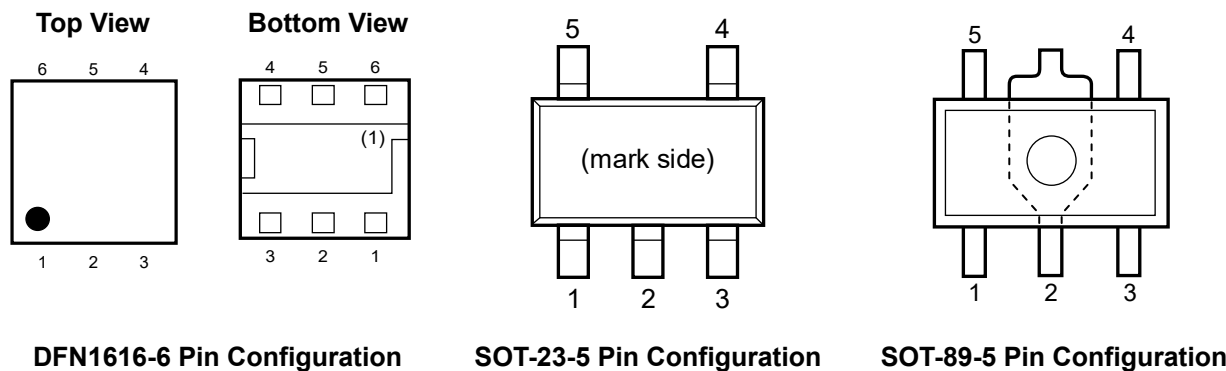 Top View
6 5 4
1 2 3
Bottom View
4 5 6
(1)
3 2 1
DFN1616-6 Pin Configuration
5 4
(mark side)
1 2 3
SOT-23-5 Pin Configuration
5 4
1 2 3
SOT-89-5 Pin Configuration